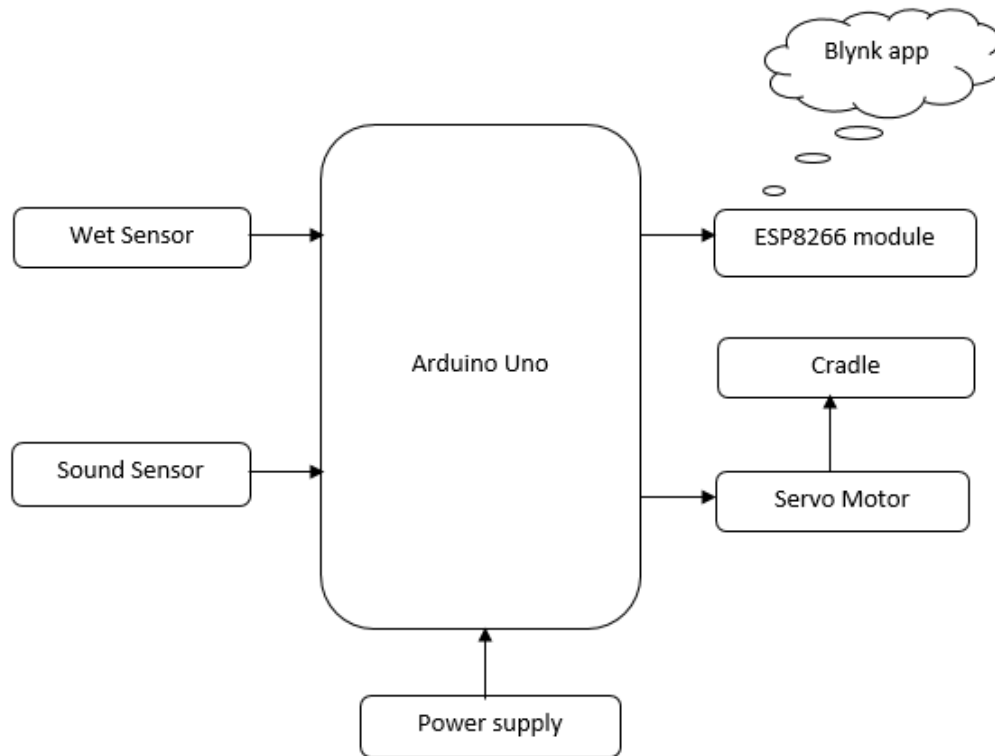 Blynk app
Wet Sensor
ESP8266 module
Arduino Uno
Cradle
Sound Sensor
Servo Motor
Power supply